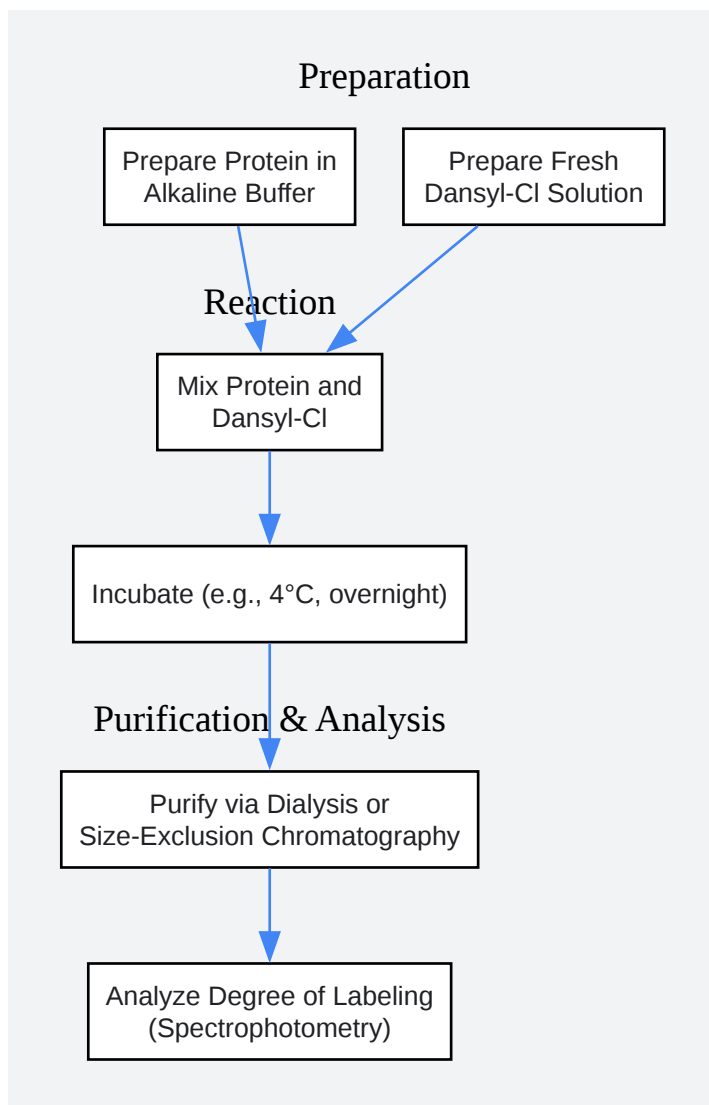 Preparation
Prepare Protein in
Alkaline Buffer
Prepare Fresh
Dansyl-Cl Solution
Reaction
Mix Protein and
Dansyl-Cl
Incubate (e.g., 4°C, overnight)
Purification & Analysis
Purify via Dialysis or
Size-Exclusion Chromatography
Analyze Degree of Labeling
(Spectrophotometry)